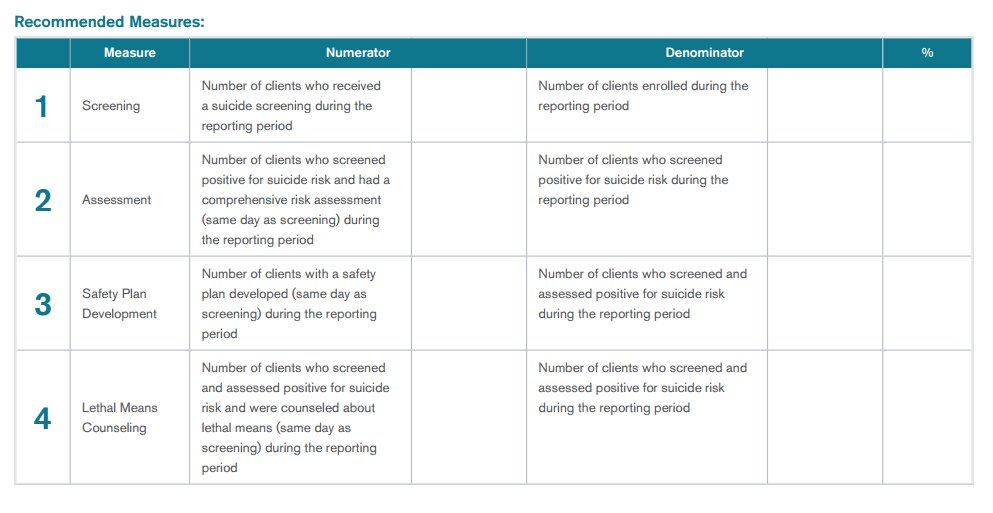 Recommended Measures:
Measure
Numerator
Denominator
%
1
Screening
Number of clients who received
a suicide screening during the
reporting period
Number of clients enrolled during the
reporting period
2
Assessment
Number of clients who screened
positive for suicide risk and had a
comprehensive risk assessment
(same day as screening) during
the reporting period
Number of clients who screened
positive for suicide risk during the
reporting period
3
Safety Plan
Development
Number of clients with a safety
plan developed (same day as
screening) during the reporting
period
Number of clients who screened and
assessed positive for suicide risk
during the reporting period
4
Lethal Means
Counseling
Number of clients who screened
and assessed positive for suicide
risk and were counseled about
lethal means (same day as
screening) during the reporting
period
Number of clients who screened and
assessed positive for suicide risk
during the reporting period